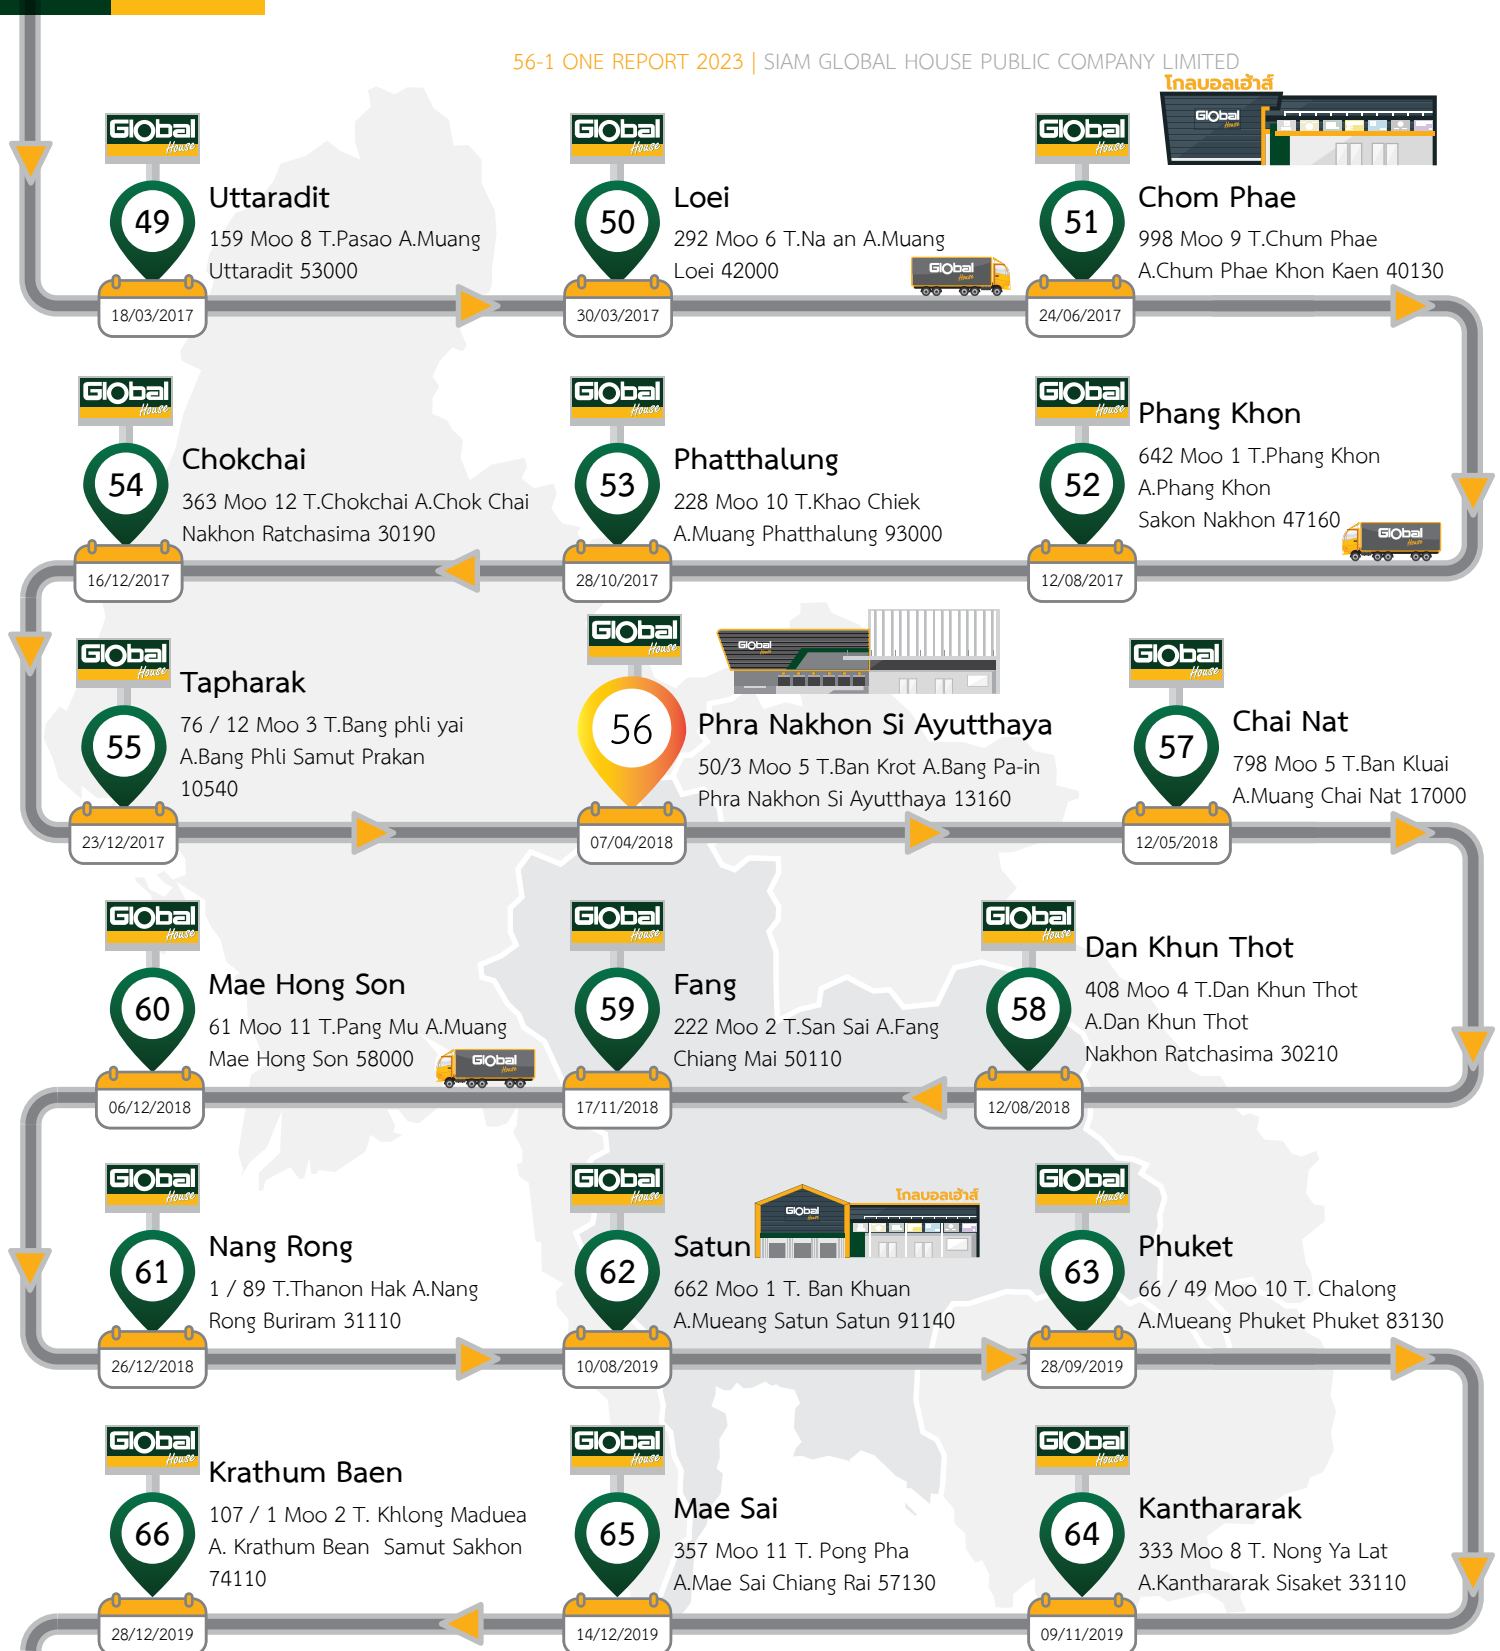 56-1 ONE REPORT 2023 | SIAM GLOBAL HOUSE PUBLIC COMPANY LIMITED
โกลบอลเฮ้าส์
Global
House
Global
House
49
Uttaradit
159 Moo 8 T.Pasao A.Muang
Uttaradit 53000
18/03/2017
Global
House
50
Loei
292 Moo 6 T.Na an A.Muang
Loei 42000
Global
House
30/03/2017
Global
House
51
Chom Phae
998 Moo 9 T.Chum Phae
A.Chum Phae Khon Kaen 40130
24/06/2017
Global
House
52
Phang Khon
642 Moo 1 T.Phang Khon
A.Phang Khon
Sakon Nakhon 47160
Global
House
12/08/2017
Global
House
53
Phatthalung
228 Moo 10 T.Khao Chiek
A.Muang Phatthalung 93000
28/10/2017
Global
House
54
Chokchai
363 Moo 12 T.Chokchai A.Chok Chai
Nakhon Ratchasima 30190
16/12/2017
Global
House
55
Tapharak
76 / 12 Moo 3 T.Bang phli yai
A.Bang Phli Samut Prakan
10540
23/12/2017
Global
House
Global
House
56
Phra Nakhon Si Ayutthaya
50/3 Moo 5 T.Ban Krot A.Bang Pa-in
Phra Nakhon Si Ayutthaya 13160
07/04/2018
Global
House
57
Chai Nat
798 Moo 5 T.Ban Kluai
A.Muang Chai Nat 17000
12/05/2018
Global
House
58
Dan Khun Thot
408 Moo 4 T.Dan Khun Thot
A.Dan Khun Thot
Nakhon Ratchasima 30210
12/08/2018
Global
House
59
Fang
222 Moo 2 T.San Sai A.Fang
Chiang Mai 50110
17/11/2018
Global
House
60
Mae Hong Son
61 Moo 11 T.Pang Mu A.Muang
Mae Hong Son 58000
Global
House
06/12/2018
Global
House
61
Nang Rong
1 / 89 T.Thanon Hak A.Nang
Rong Buriram 31110
26/12/2018
Global
House
62
Satun
โกลบอลเฮ้าส์
Global
House
662 Moo 1 T. Ban Khuan
A.Mueang Satun Satun 91140
10/08/2019
Global
House
63
Phuket
66 / 49 Moo 10 T. Chalong
A.Mueang Phuket Phuket 83130
28/09/2019
Global
House
64
Kanthararak
333 Moo 8 T. Nong Ya Lat
A.Kanthararak Sisaket 33110
09/11/2019
Global
House
65
Mae Sai
357 Moo 11 T. Pong Pha
A.Mae Sai Chiang Rai 57130
14/12/2019
Global
House
66
Krathum Baen
107 / 1 Moo 2 T. Khlong Maduea
A. Krathum Bean Samut Sakhon
74110
28/12/2019